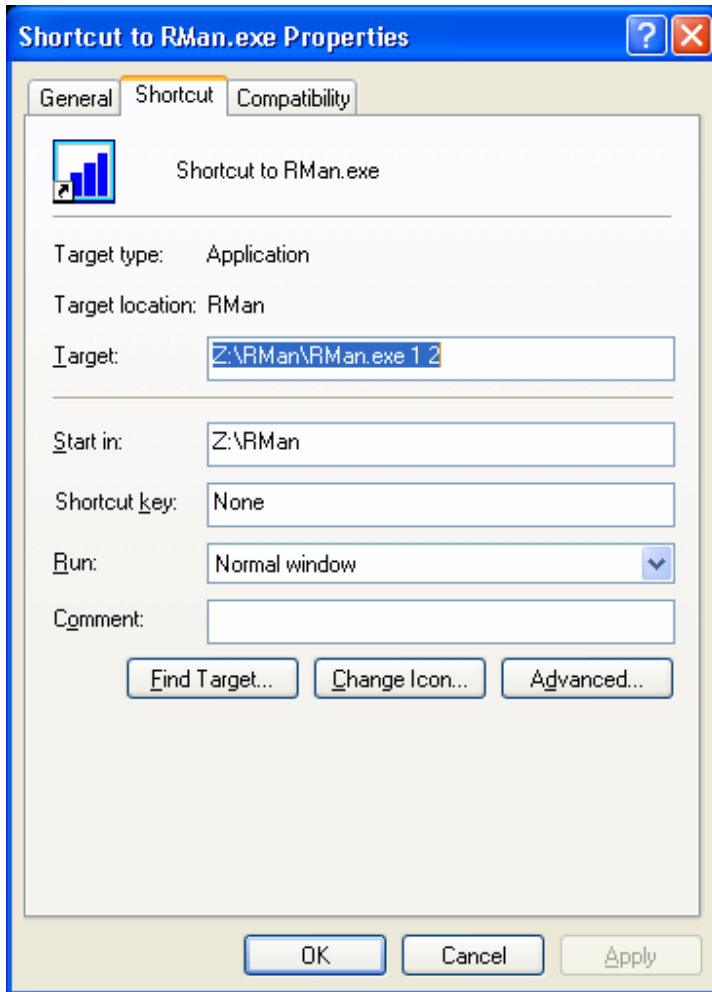 Shortcut to RMan.exe Properties
General Shortcut Compatibility
Shortcut to RMan.exe
Target type: Application
Target location: RMan
Target: Z:\RMan\RMan.exe 1 2
Start in: Z:\RMan
Shortcut key: None
Run: Normal window
Comment:
Find Target... Change Icon... Advanced...
OK Cancel Apply